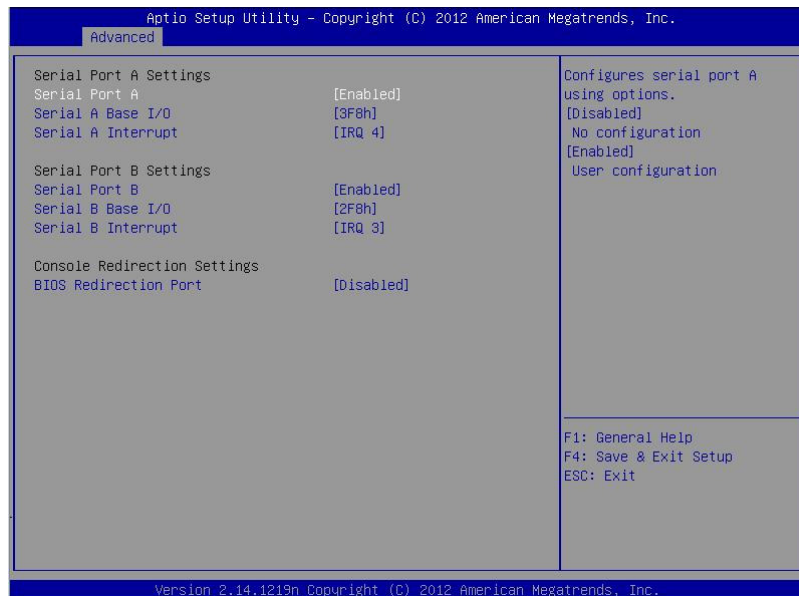 Aptio Setup Utility – Copyright (C) 2012 American Megatrends, Inc.
Advanced
Serial Port A Settings
Serial Port A [Enabled]
Serial A Base I/O [3F8h]
Serial A Interrupt [IRQ 4]
Serial Port B Settings
Serial Port B [Enabled]
Serial B Base I/O [2F8h]
Serial B Interrupt [IRQ 3]
Console Redirection Settings
BIOS Redirection Port [Disabled]
Configures serial port A
using options.
[Disabled]
No configuration
[Enabled]
User configuration
F1: General Help
F4: Save & Exit Setup
ESC: Exit
Version 2.14.1219n Copyright (C) 2012 American Megatrends, Inc.